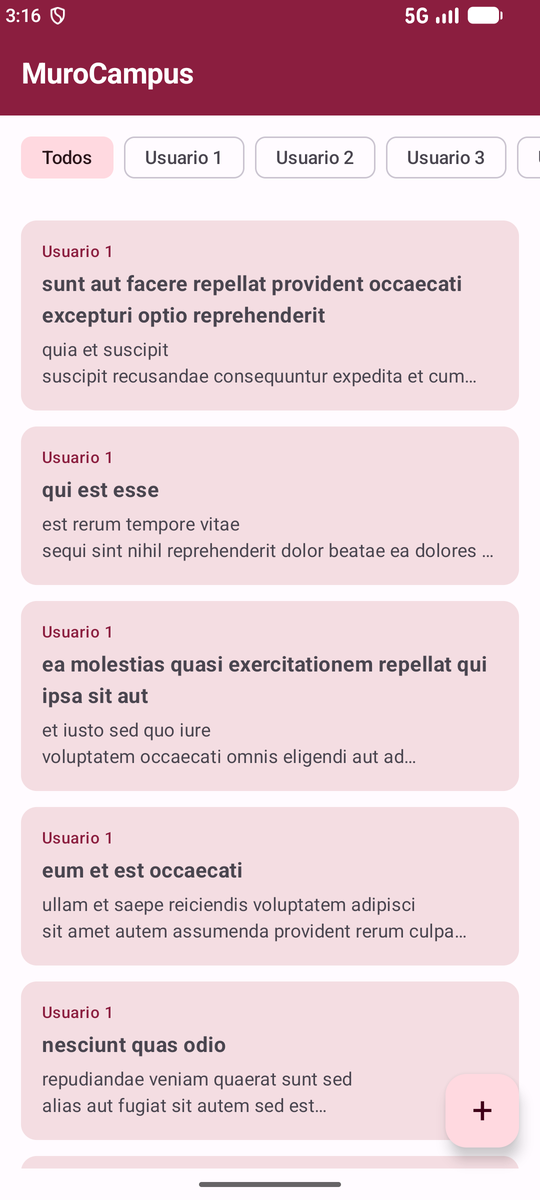 3:16
5G
MuroCampus
Todos
Usuario 1
Usuario 2
Usuario 3
Usuario 1
sunt aut facere repellat provident occaecati
excepturi optio reprehenderit
quia et suscipit
suscipit recusandae consequuntur expedita et cum…
Usuario 1
qui est esse
est rerum tempore vitae
sequi sint nihil reprehenderit dolor beatae ea dolores …
Usuario 1
ea molestias quasi exercitationem repellat qui
ipsa sit aut
et iusto sed quo iure
voluptatem occaecati omnis eligendi aut ad…
Usuario 1
eum et est occaecati
ullam et saepe reiciendis voluptatem adipisci
sit amet autem assumenda provident rerum culpa…
Usuario 1
nesciunt quas odio
repudiandae veniam quaerat sunt sed
alias aut fugiat sit autem sed est…
+